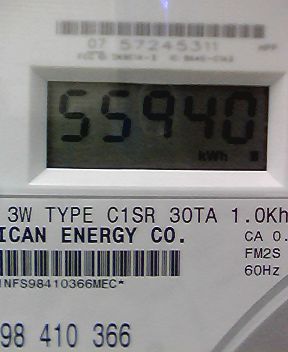 07 57245311
55940
kWh
3W TYPE C1SR 30TA 1.0Kh
ICAN ENERGY CO.
CA 0.
FM2S
60Hz
NFS98410366MEC*
98 410 366